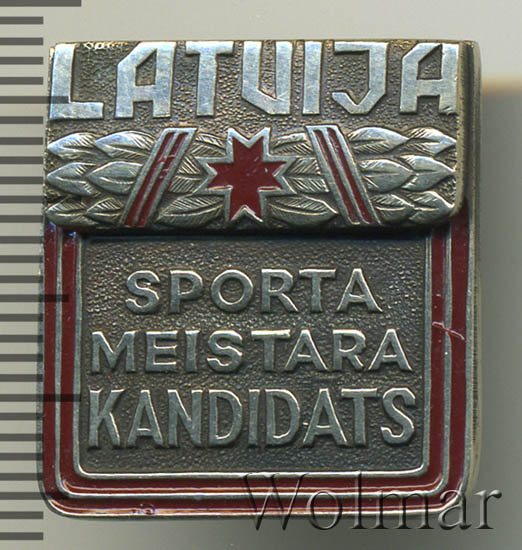 LATVIJA
SPORTA
MEISTARA
KANDIDATS
Wolmar